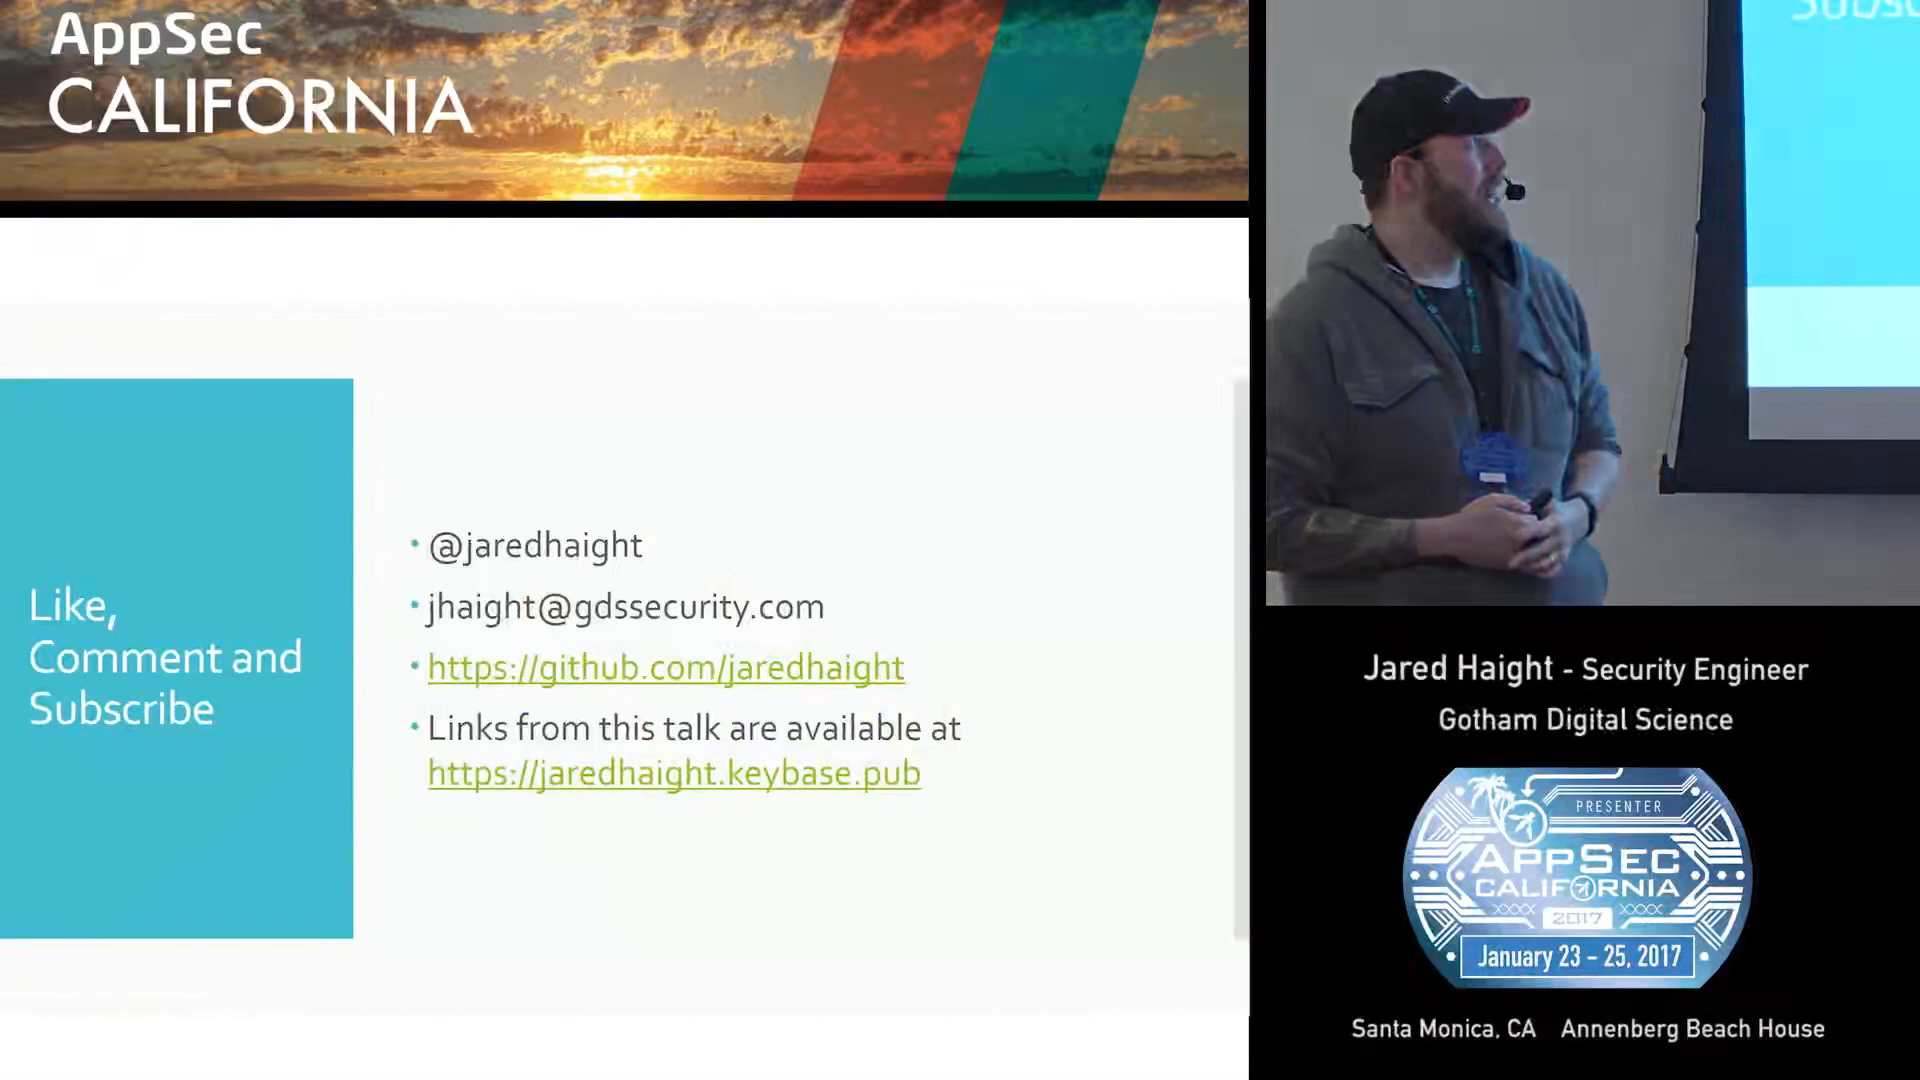 AppSec
CALIFORNIA
Like,
Comment and
Subscribe
• @jaredhaight
• jhaight@gdssecurity.com
• https://github.com/jaredhaight
• Links from this talk are available at
https://jaredhaight.keybase.pub
Jared Haight - Security Engineer
Gotham Digital Science
PRESENTER
APPSEC
CALIFORNIA
XXXX 2017 XXXX
January 23 - 25, 2017
Santa Monica, CA Annenberg Beach House